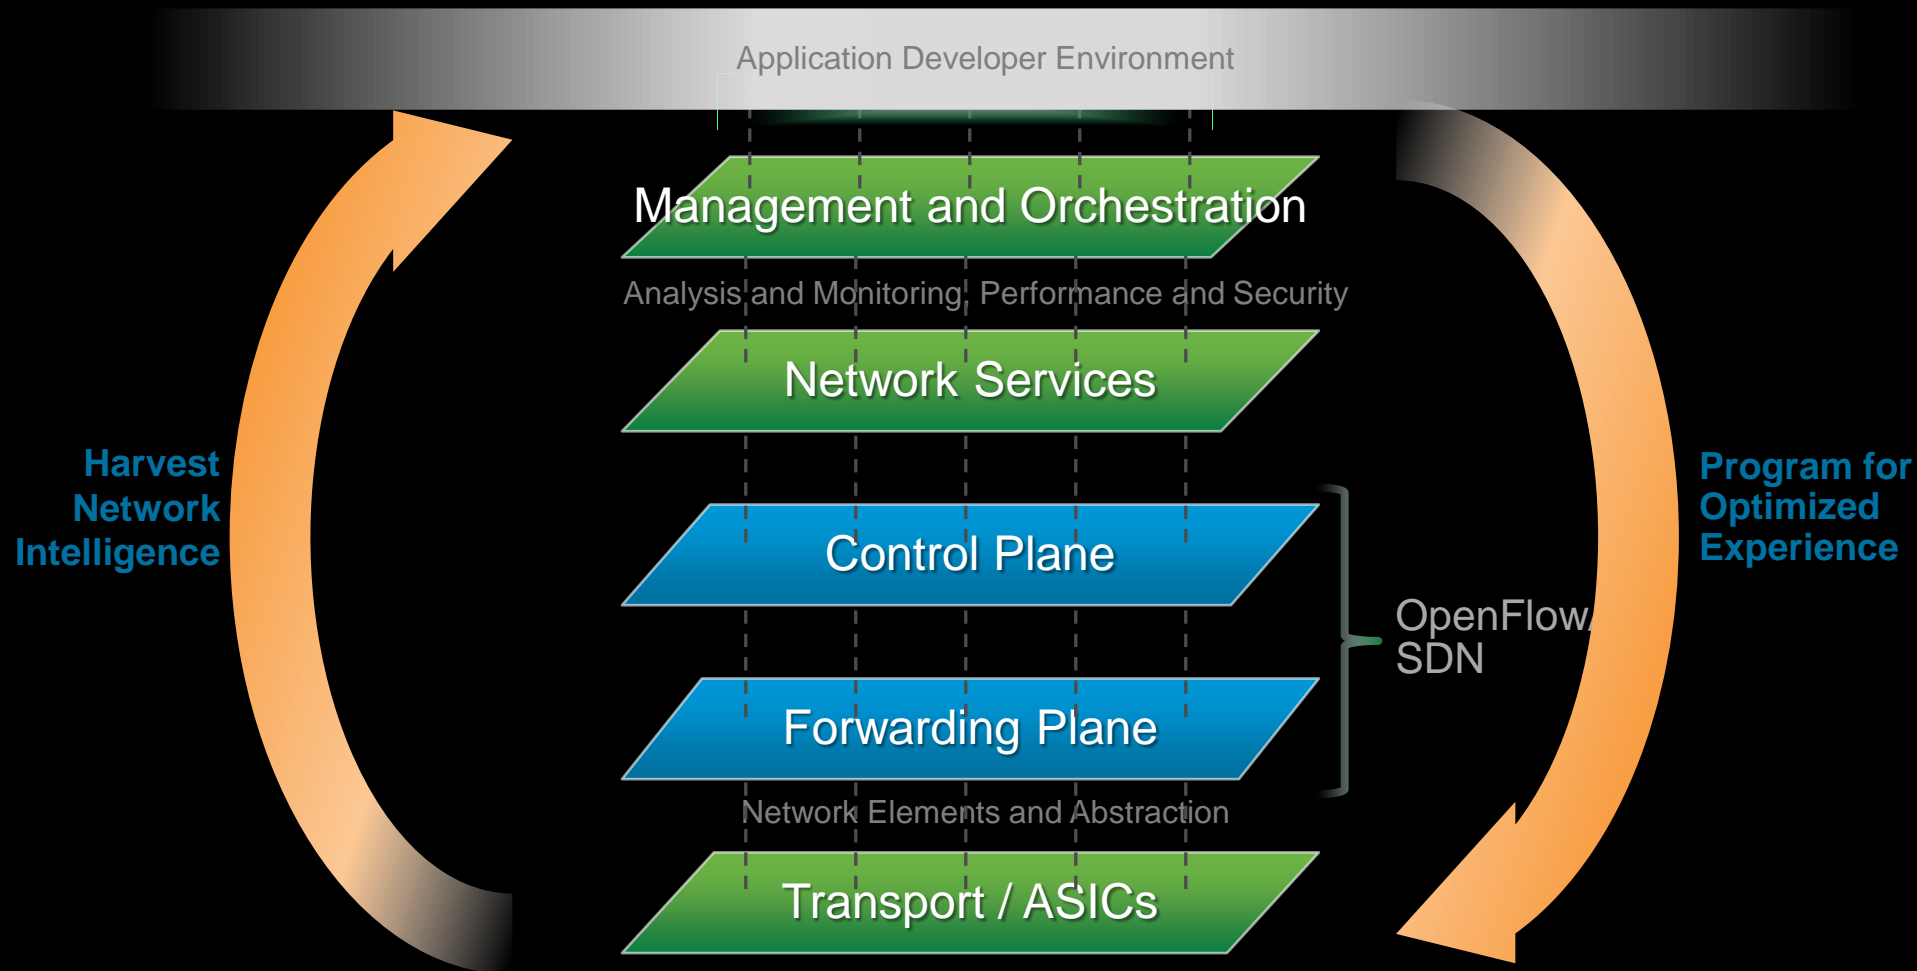 Application Developer Environment
Management and Orchestration
Analysis and Monitoring, Performance and Security
Network Services
Harvest
Network
Intelligence
Program for
Optimized
Experience
Control Plane
OpenFlow/
SDN
Forwarding Plane
Network Elements and Abstraction
Transport / ASICs